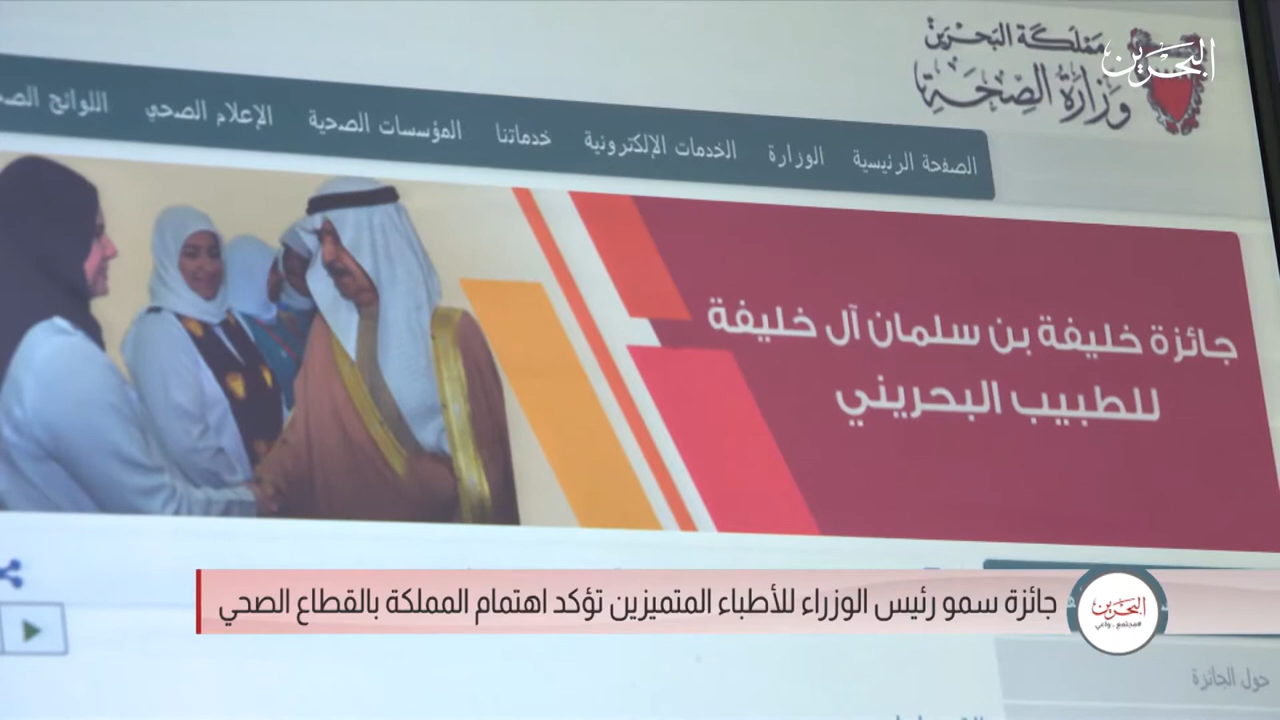 البحرين
مملكة البحرين
وزارة الصحة
الصفحة الرئيسية الوزارة الخدمات الإلكترونية خدماتنا المؤسسات الصحية الإعلام الصحي اللوائح
جائزة خليفة بن سلمان آل خليفة
للطبيب البحريني
جائزة سمو رئيس الوزراء للأطباء المتميزين تؤكد اهتمام المملكة بالقطاع الصحي
البحرين
#مجتمع_واعي
حول الجائزة